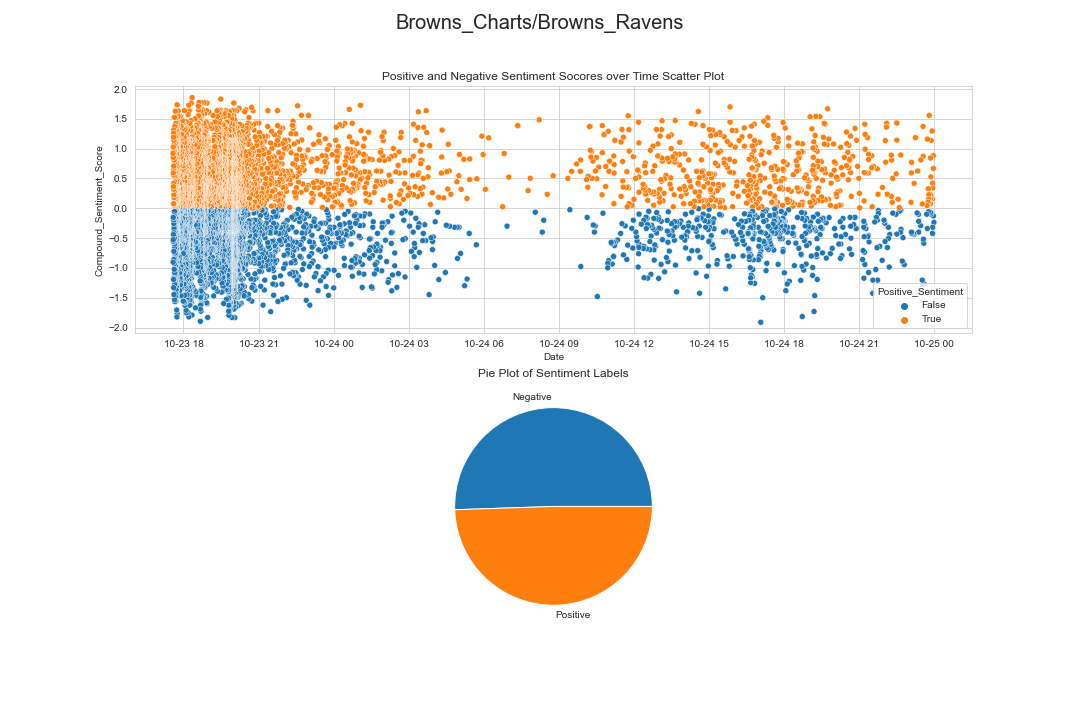 Browns_Charts/Browns_Ravens
Positive and Negative Sentiment Socores over Time Scatter Plot
2.0
1.5
1.0
0.5
0.0
−0.5
−1.0
−1.5
−2.0
Compound_Sentiment_Score
Positive_Sentiment
False
True
10-23 18 10-23 21 10-24 00 10-24 03 10-24 06 10-24 09 10-24 12 10-24 15 10-24 18 10-24 21 10-25 00
Date
Pie Plot of Sentiment Labels
Negative
Positive